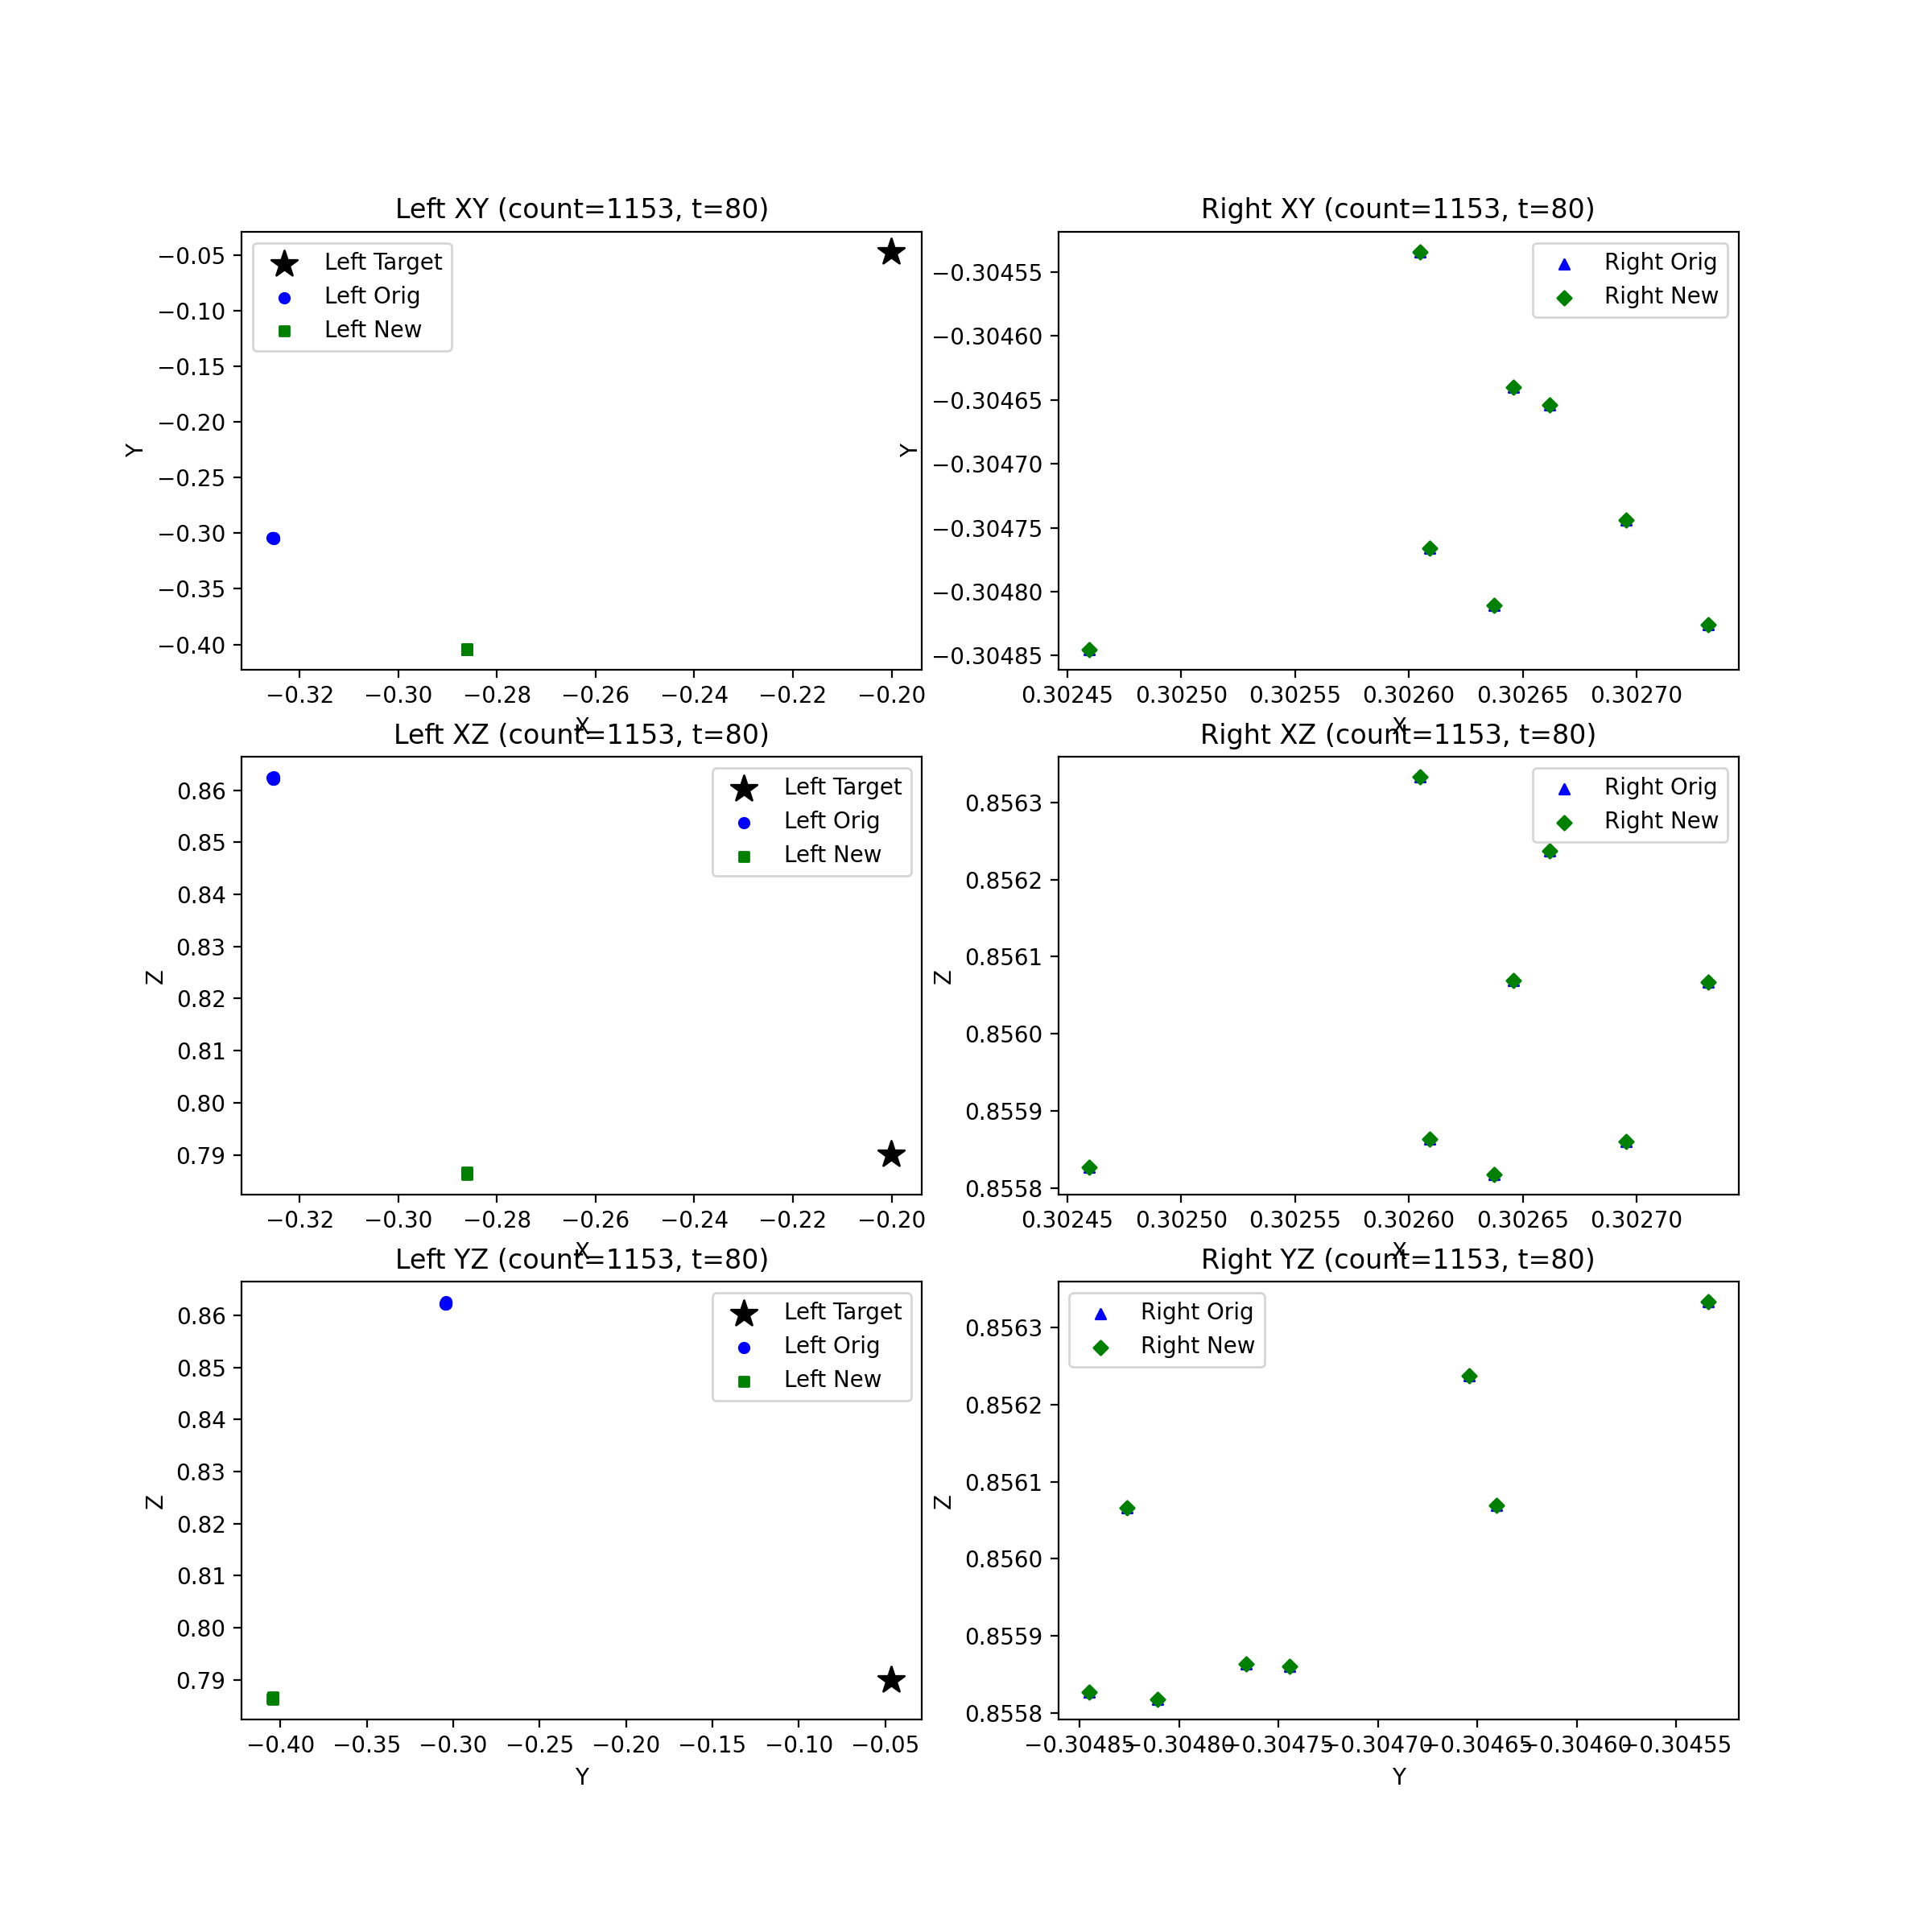 Left XY (count=1153, t=80)
−0.05
−0.10
−0.15
−0.20
−0.25
−0.30
−0.35
−0.40
Y
Left Target
Left Orig
Left New
−0.32 −0.30 −0.28 −0.26 −0.24 −0.22 −0.20
X
Right XY (count=1153, t=80)
−0.30455
−0.30460
−0.30465
−0.30470
−0.30475
−0.30480
−0.30485
Y
Right Orig
Right New
0.30245 0.30250 0.30255 0.30260 0.30265 0.30270
X
Left XZ (count=1153, t=80)
0.86
0.85
0.84
0.83
0.82
0.81
0.80
0.79
Z
Left Target
Left Orig
Left New
−0.32 −0.30 −0.28 −0.26 −0.24 −0.22 −0.20
X
Right XZ (count=1153, t=80)
0.8563
0.8562
0.8561
0.8560
0.8559
0.8558
Z
Right Orig
Right New
0.30245 0.30250 0.30255 0.30260 0.30265 0.30270
X
Left YZ (count=1153, t=80)
0.86
0.85
0.84
0.83
0.82
0.81
0.80
0.79
Z
Left Target
Left Orig
Left New
−0.40 −0.35 −0.30 −0.25 −0.20 −0.15 −0.10 −0.05
Y
Right YZ (count=1153, t=80)
0.8563
0.8562
0.8561
0.8560
0.8559
0.8558
Z
Right Orig
Right New
−0.30485 −0.30480 −0.30475 −0.30470 −0.30465 −0.30460 −0.30455
Y